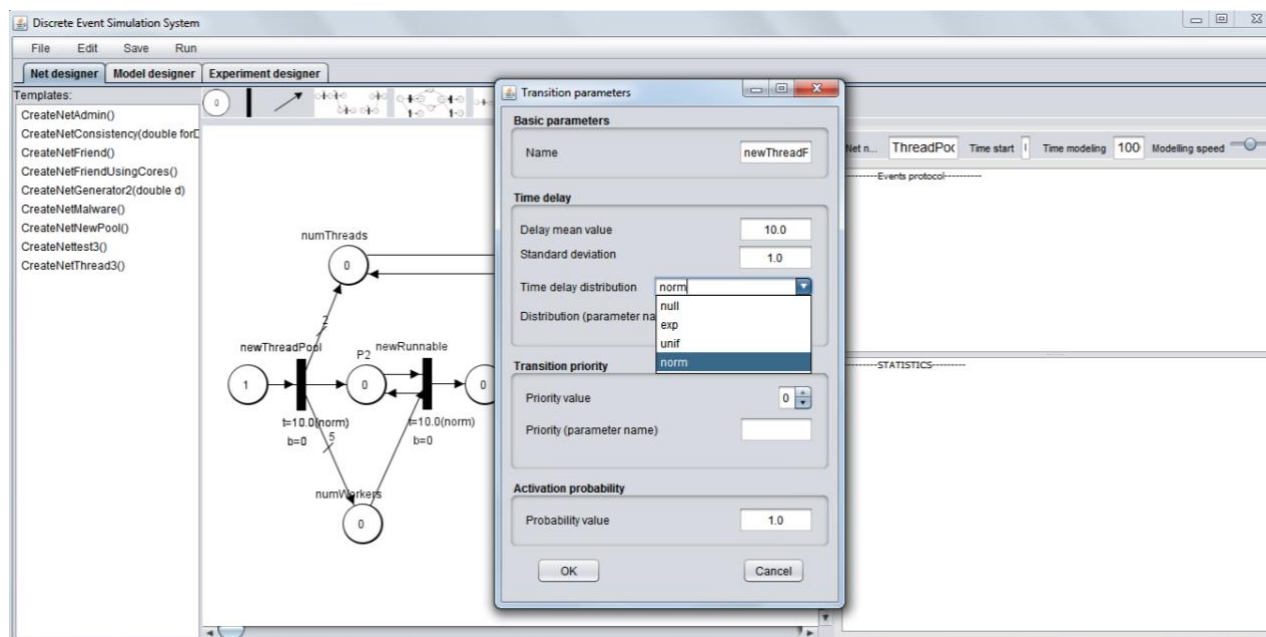 Discrete Event Simulation System
File Edit Save Run
Net designer Model designer Experiment designer
Templates:
CreateNetAdmin()
CreateNetConsistency(double forD
CreateNetFriend()
CreateNetFriendUsingCores()
CreateNetGenerator2(double d)
CreateNetMalware()
CreateNetNewPool()
CreateNettest3()
CreateNetThread3()
0
numThreads
0
2
newThreadPool
P2
newRunnable
1
0
0
t=10.0(norm)
b=0
5
t=10.0(norm)
b=0
numWorkers
0
Transition parameters
Basic parameters
Name newThreadF
Time delay
Delay mean value 10.0
Standard deviation 1.0
Time delay distribution norm
null
exp
unif
norm
Distribution (parameter na
Transition priority
Priority value 0
Priority (parameter name)
Activation probability
Probability value 1.0
OK Cancel
Net n... ThreadPoc Time start Time modeling 100 Modelling speed
---------Events protocol----------
---------STATISTICS---------